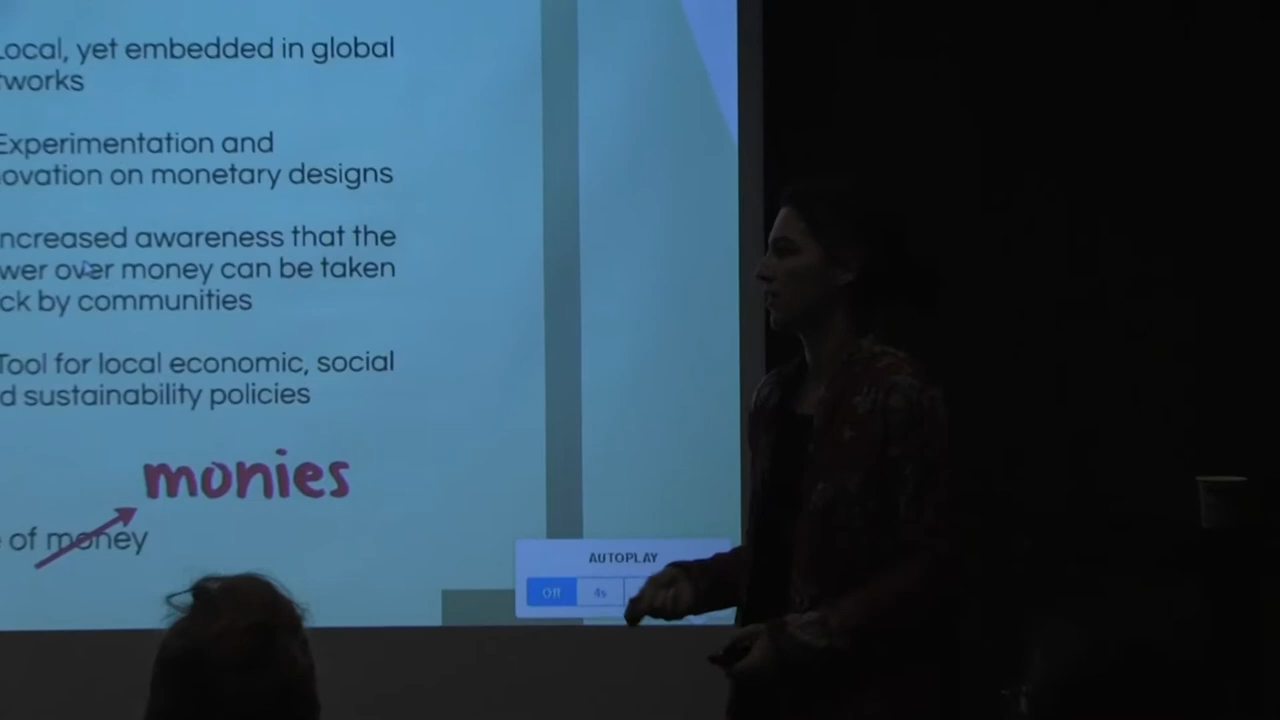 Local, yet embedded in global
tworks
Experimentation and
ovation on monetary designs
ncreased awareness that the
wer over money can be taken
ck by communities
Tool for local economic, social
d sustainability policies
monies
of money
AUTOPLAY
Off 4s